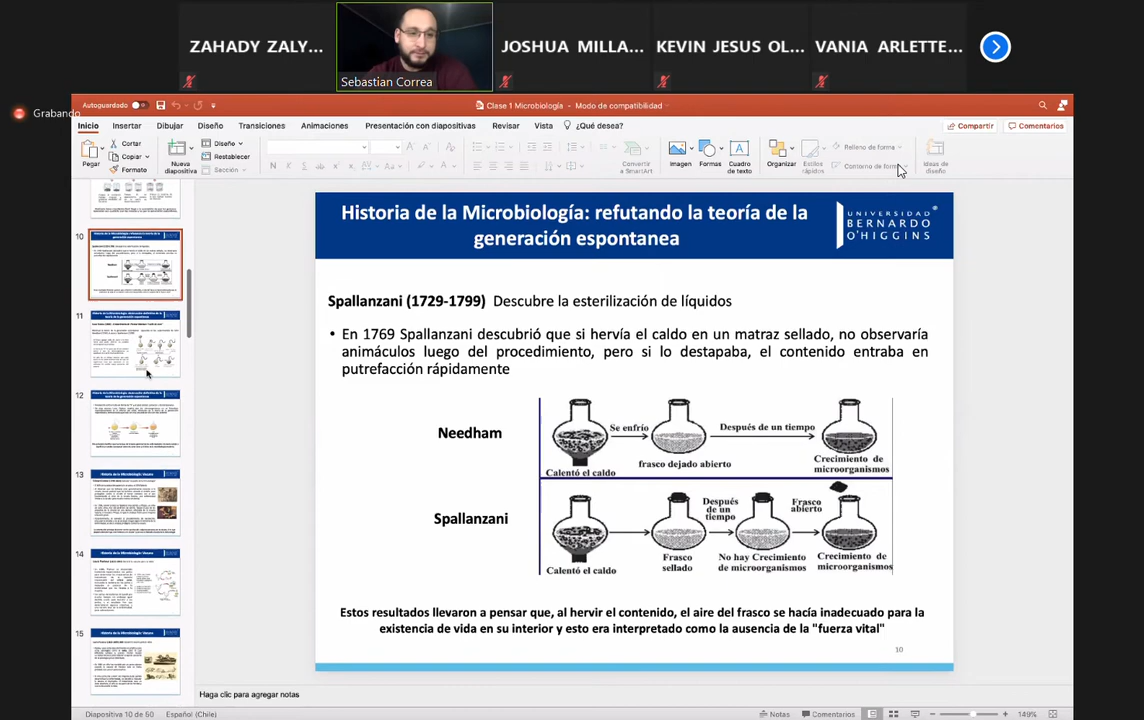 ZAHADY ZALY...
JOSHUA MILLA...
KEVIN JESUS OL...
VANIA ARLETTE...
Sebastian Correa
Grabando
Autoguardado
Clase 1 Microbiología - Modo de compatibilidad
Inicio
Insertar
Dibujar
Diseño
Transiciones
Animaciones
Presentación con diapositivas
Revisar
Vista
¿Qué desea?
Compartir
Comentarios
Pegar
Cortar
Copiar
Formato
Nueva
diapositiva
Diseño
Restablecer
Sección
N K S
Convertir
a SmartArt
Imagen
Formas
Cuadro
de texto
Organizar
Estilos
rápidos
Relleno de forma
Contorno de forma
Ideas de
diseño
10
11
12
13
14
15
Historia de la Microbiología: refutando la teoría de la
generación espontanea
UNIVERSIDAD
BERNARDO
O'HIGGINS
Spallanzani (1729-1799) Descubre la esterilización de líquidos
• En 1769 Spallanzani descubrió que si hervía el caldo en un matraz sellado, no observaría
animáculos luego del procedimiento, pero si lo destapaba, el contenido entraba en
putrefacción rápidamente
Needham
Calentó el caldo
Se enfrio
frasco dejado abierto
Después de un tiempo
Crecimiento de
microorganismos
Spallanzani
Calentó el caldo
Frasco
sellado
Después
de un
tiempo
No hay Crecimiento
de microorganismos
Frasco
abierto
Crecimiento de
microorganismos
Estos resultados llevaron a pensar que, al hervir el contenido, el aire del frasco se hacía inadecuado para la
existencia de vida en su interior y esto era interpretado como la ausencia de la "fuerza vital"
10
Haga clic para agregar notas
Diapositiva 10 de 50
Español (Chile)
Notas
Comentarios
149%